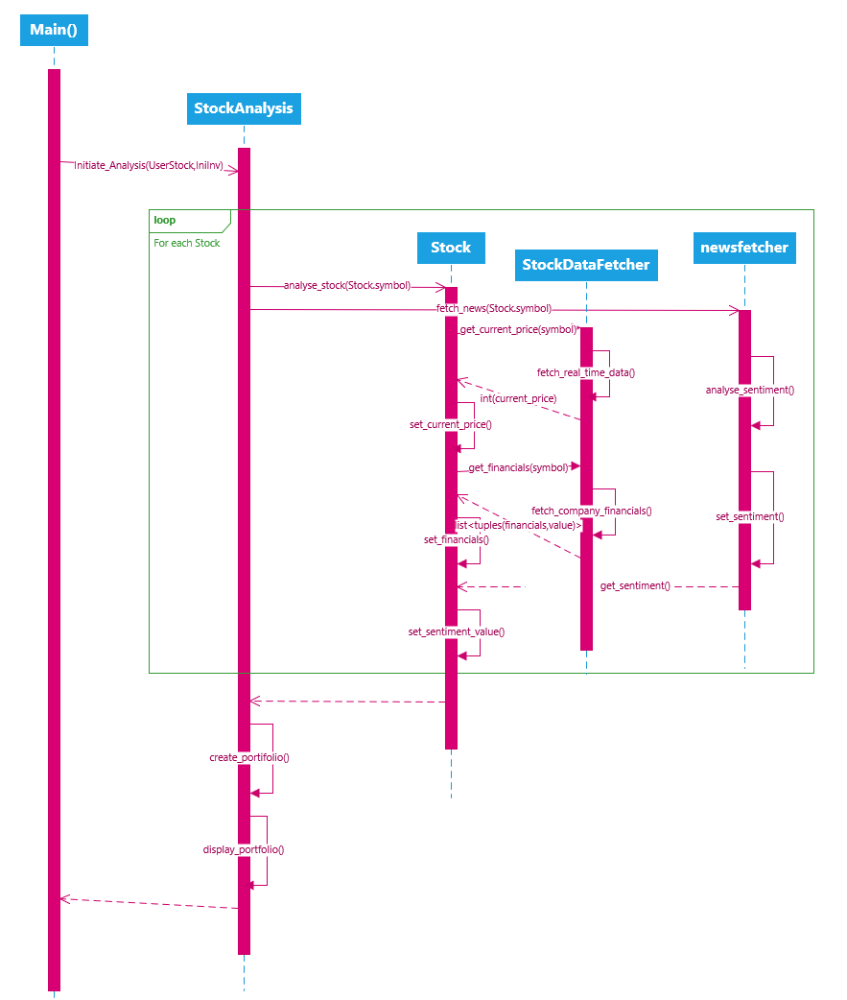 Main()
StockAnalysis
Initiate_Analysis(UserStock,IniInv)
loop
For each Stock
Stock
StockDataFetcher
newsfetcher
analyse_stock(Stock.symbol)
fetch_news(Stock.symbol)
get_current_price(symbol)
fetch_real_time_data()
analyse_sentiment()
int(current_price)
set_current_price()
get_financials(symbol)
fetch_company_financials()
set_sentiment()
list<tuples(financials,value)>
set_financials()
get_sentiment()
set_sentiment_value()
create_portifolio()
display_portfolio()